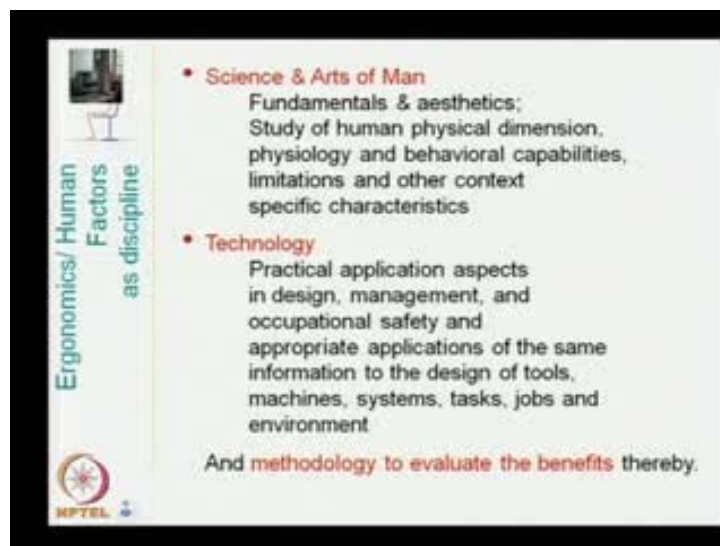 Ergonomics/ Human
Factors
as discipline
• Science & Arts of Man
Fundamentals & aesthetics;
Study of human physical dimension,
physiology and behavioral capabilities,
limitations and other context
specific characteristics
• Technology
Practical application aspects
in design, management, and
occupational safety and
appropriate applications of the same
information to the design of tools,
machines, systems, tasks, jobs and
environment
And methodology to evaluate the benefits thereby.
NPTEL